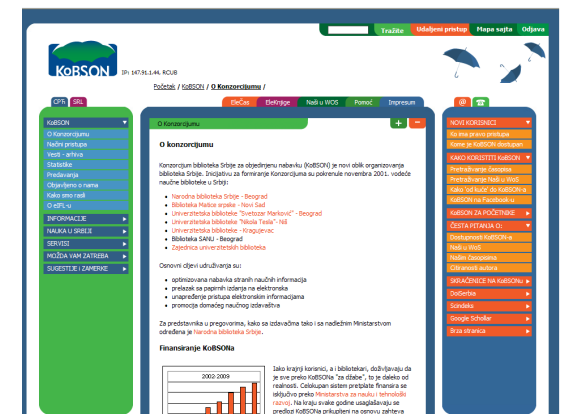 Tražite Udaljeni pristup Mapa sajta Odjava
KoBSON
IP: 147.91.1.44, RCUB
Početak / KoBSON / O Konzorcijumu /
ЋРП SRL
EleČas EleKnjige Naši u WOS Pomoć Impresum
@
KoBSON
O Konzorcijumu
Načini pristupa
Vesti - arhiva
Statistike
Predavanja
Objavljeno o nama
Kako smo rasli
O eIFL-u
INFORMACIJE
NAUKA U SRBIJI
SERVISI
MOŽDA VAM ZATREBA
SUGESTIJE i ZAMERKE
O Konzorcijumu
+ −
O konzorcijumu
Konzorcijum biblioteka Srbije za objedinjenu nabavku (KoBSON) je novi oblik organizovanja
biblioteka Srbije. Inicijativu za formiranje Konzorcijuma su pokrenule novembra 2001. vodeće
naučne biblioteke u Srbiji:
Narodna biblioteka Srbije - Beograd
Biblioteka Matice srpske - Novi Sad
Univerzitetska biblioteka "Svetozar Marković" - Beograd
Univerzitetska biblioteka "Nikola Tesla"- Niš
Univerzitetska biblioteke - Kragujevac
Biblioteka SANU - Beograd
Zajednica univerzitetskih biblioteka
Osnovni ciljevi udruživanja su:
optimizovana nabavka stranih naučnih informacija
prelazak sa papirnih izdanja na elektronska
unapređenje pristupa elektronskim informacijama
promocija domaćeg naučnog izdavaštva
Za predstavnika u pregovorima, kako sa izdavačima tako i sa nadležnim Ministarstvom
određena je Narodna biblioteka Srbije.
Finansiranje KoBSONa
2002-2009
Iako krajnji korisnici, a i bibliotekari, doživljavaju da
je sve preko KoBSONa "za džabe", to je daleko od
realnosti. Celokupan sistem pretplate finansira se
isključivo preko Ministarstva za nauku i tehnološki
razvoj. Na kraju svake godine usaglašavaju se
predlozi KoBSONa prikupljeni na osnovu zahteva
NOVI KORISNICI
Ko ima pravo pristupa
Kome je KoBSON dostupan
KAKO KORISTITI KoBSON
Pretraživanje časopisa
Pretraživanje Naši u WoS
Kako 'od kuće' do KoBSON-a
KoBSON na Facebook-u
KoBSON ZA POČETNIKE
ČESTA PITANJA O:
Dostupnosti KoBSON-a
Naši u WoS
Našim časopisima
Citiranosti autora
SKRAĆENICE NA KoBSONu
DoiSerbia
Scindeks
Google Schollar
Brza stranica